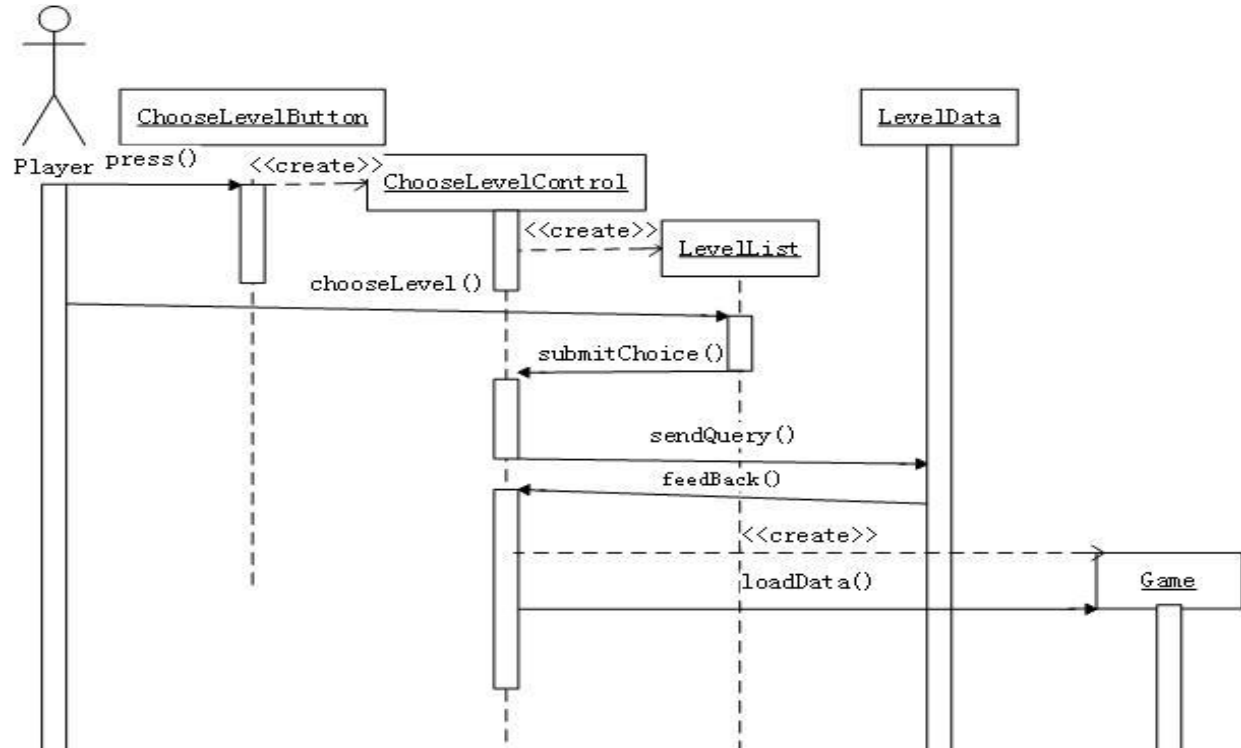 ChooseLevelButton
LevelData
Player
press()
<<create>>
ChooseLevelControl
<<create>>
LevelList
chooseLevel()
submitChoice()
sendQuery()
feedBack()
<<create>>
loadData()
Game